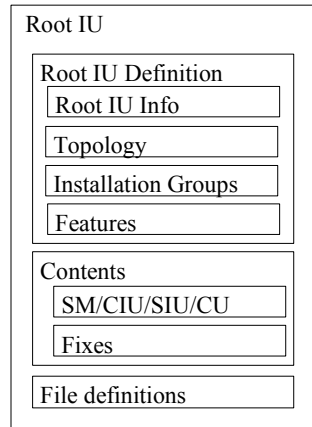 Root IU
Root IU Definition
Root IU Info
Topology
Installation Groups
Features
Contents
SM/CIU/SIU/CU
Fixes
File definitions